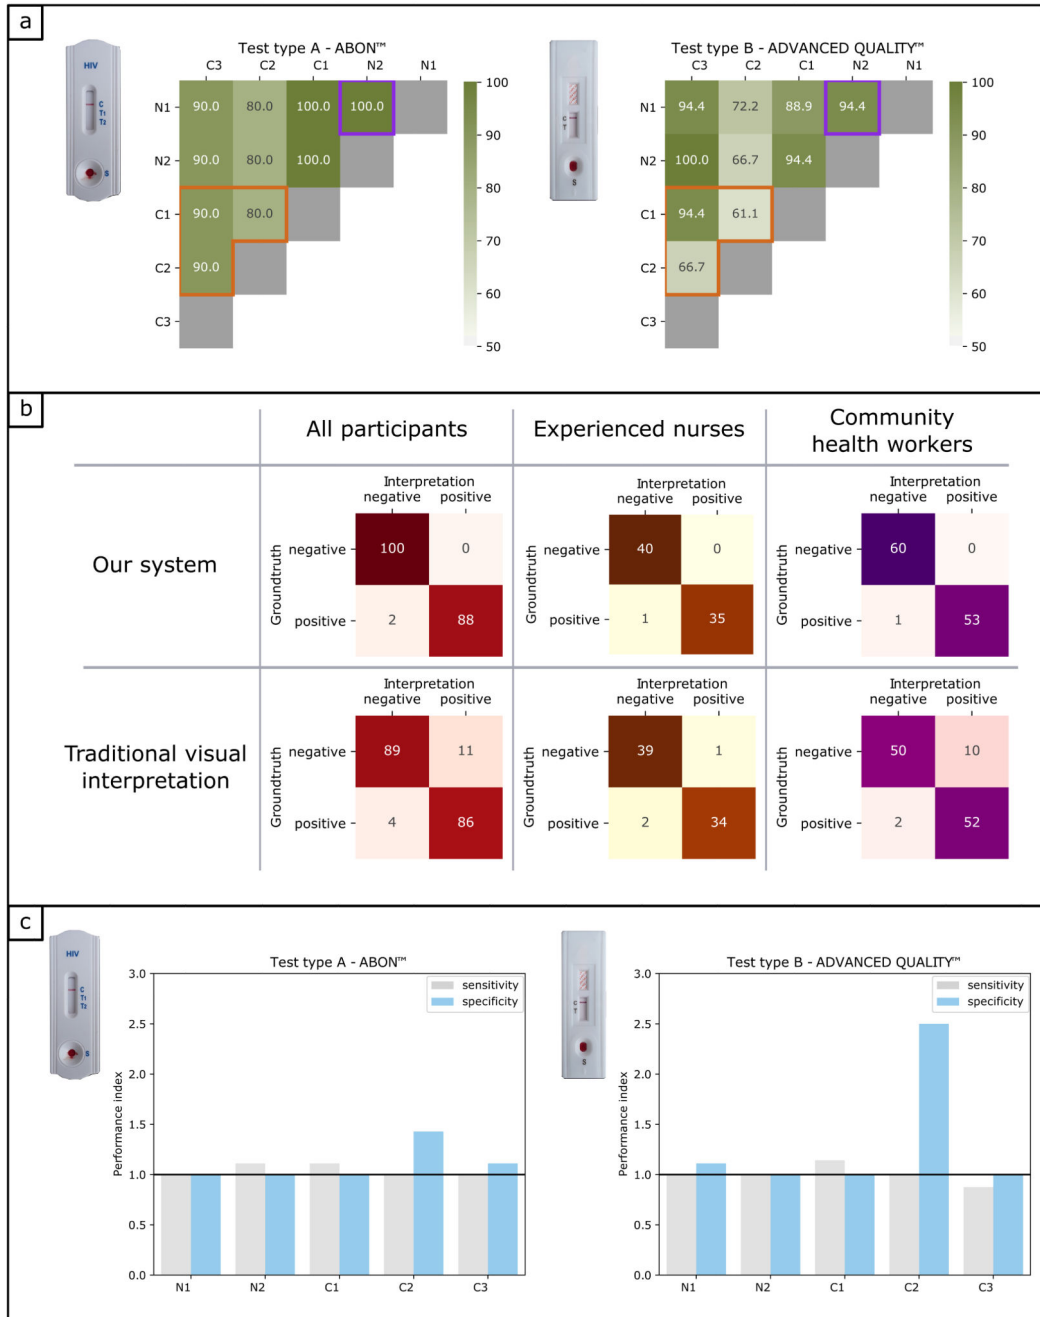 a
Test type A - ABON™
C3 C2 C1 N2 N1
HIV
C
T1
T2
S
N1 90.0 80.0 100.0 100.0
N2 90.0 80.0 100.0
C1 90.0 80.0
C2 90.0
C3
100
90
80
70
60
50
Test type B - ADVANCED QUALITY™
C3 C2 C1 N2 N1
C
T
S
N1 94.4 72.2 88.9 94.4
N2 100.0 66.7 94.4
C1 94.4 61.1
C2 66.7
C3
100
90
80
70
60
50
b
All participants
Experienced nurses
Community
health workers
Our system
Interpretation
negative positive
Groundtruth
negative 100 0
positive 2 88
Interpretation
negative positive
Groundtruth
negative 40 0
positive 1 35
Interpretation
negative positive
Groundtruth
negative 60 0
positive 1 53
Traditional visual
interpretation
Interpretation
negative positive
Groundtruth
negative 89 11
positive 4 86
Interpretation
negative positive
Groundtruth
negative 39 1
positive 2 34
Interpretation
negative positive
Groundtruth
negative 50 10
positive 2 52
c
HIV
C
T1
T2
S
Test type A - ABON™
sensitivity
specificity
Performance index
3.0
2.5
2.0
1.5
1.0
0.5
0.0
N1 N2 C1 C2 C3
C
T
S
Test type B - ADVANCED QUALITY™
sensitivity
specificity
Performance index
3.0
2.5
2.0
1.5
1.0
0.5
0.0
N1 N2 C1 C2 C3